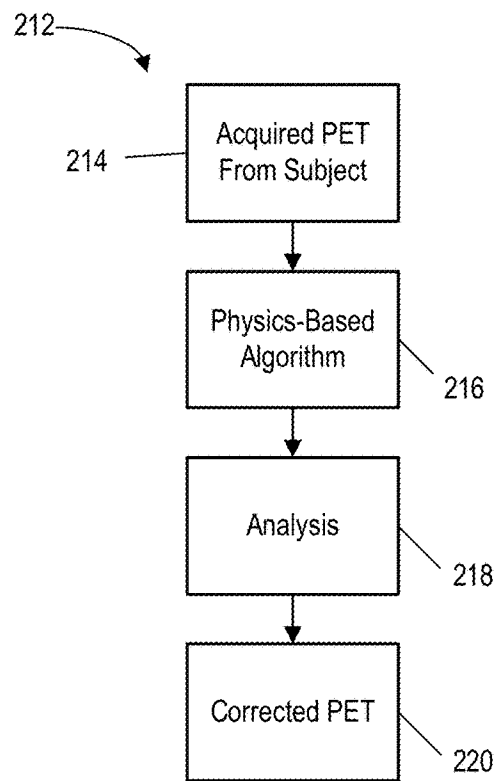 212
Acquired PET
From Subject
214
Physics-Based
Algorithm
216
Analysis
218
Corrected PET
220